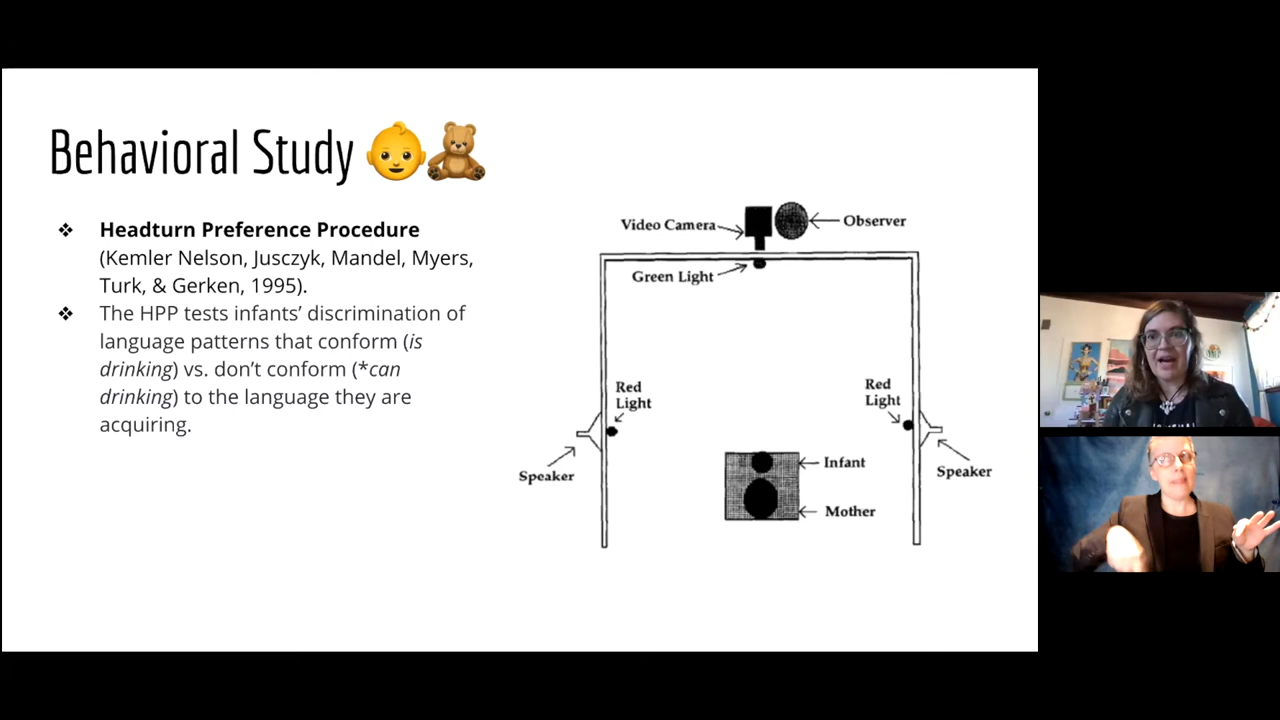 Behavioral Study
❖ Headturn Preference Procedure
(Kemler Nelson, Jusczyk, Mandel, Myers,
Turk, & Gerken, 1995).
❖ The HPP tests infants’ discrimination of
language patterns that conform (is
drinking) vs. don’t conform (*can
drinking) to the language they are
acquiring.
Video Camera
Observer
Green Light
Red
Light
Red
Light
Speaker
Infant
Mother
Speaker